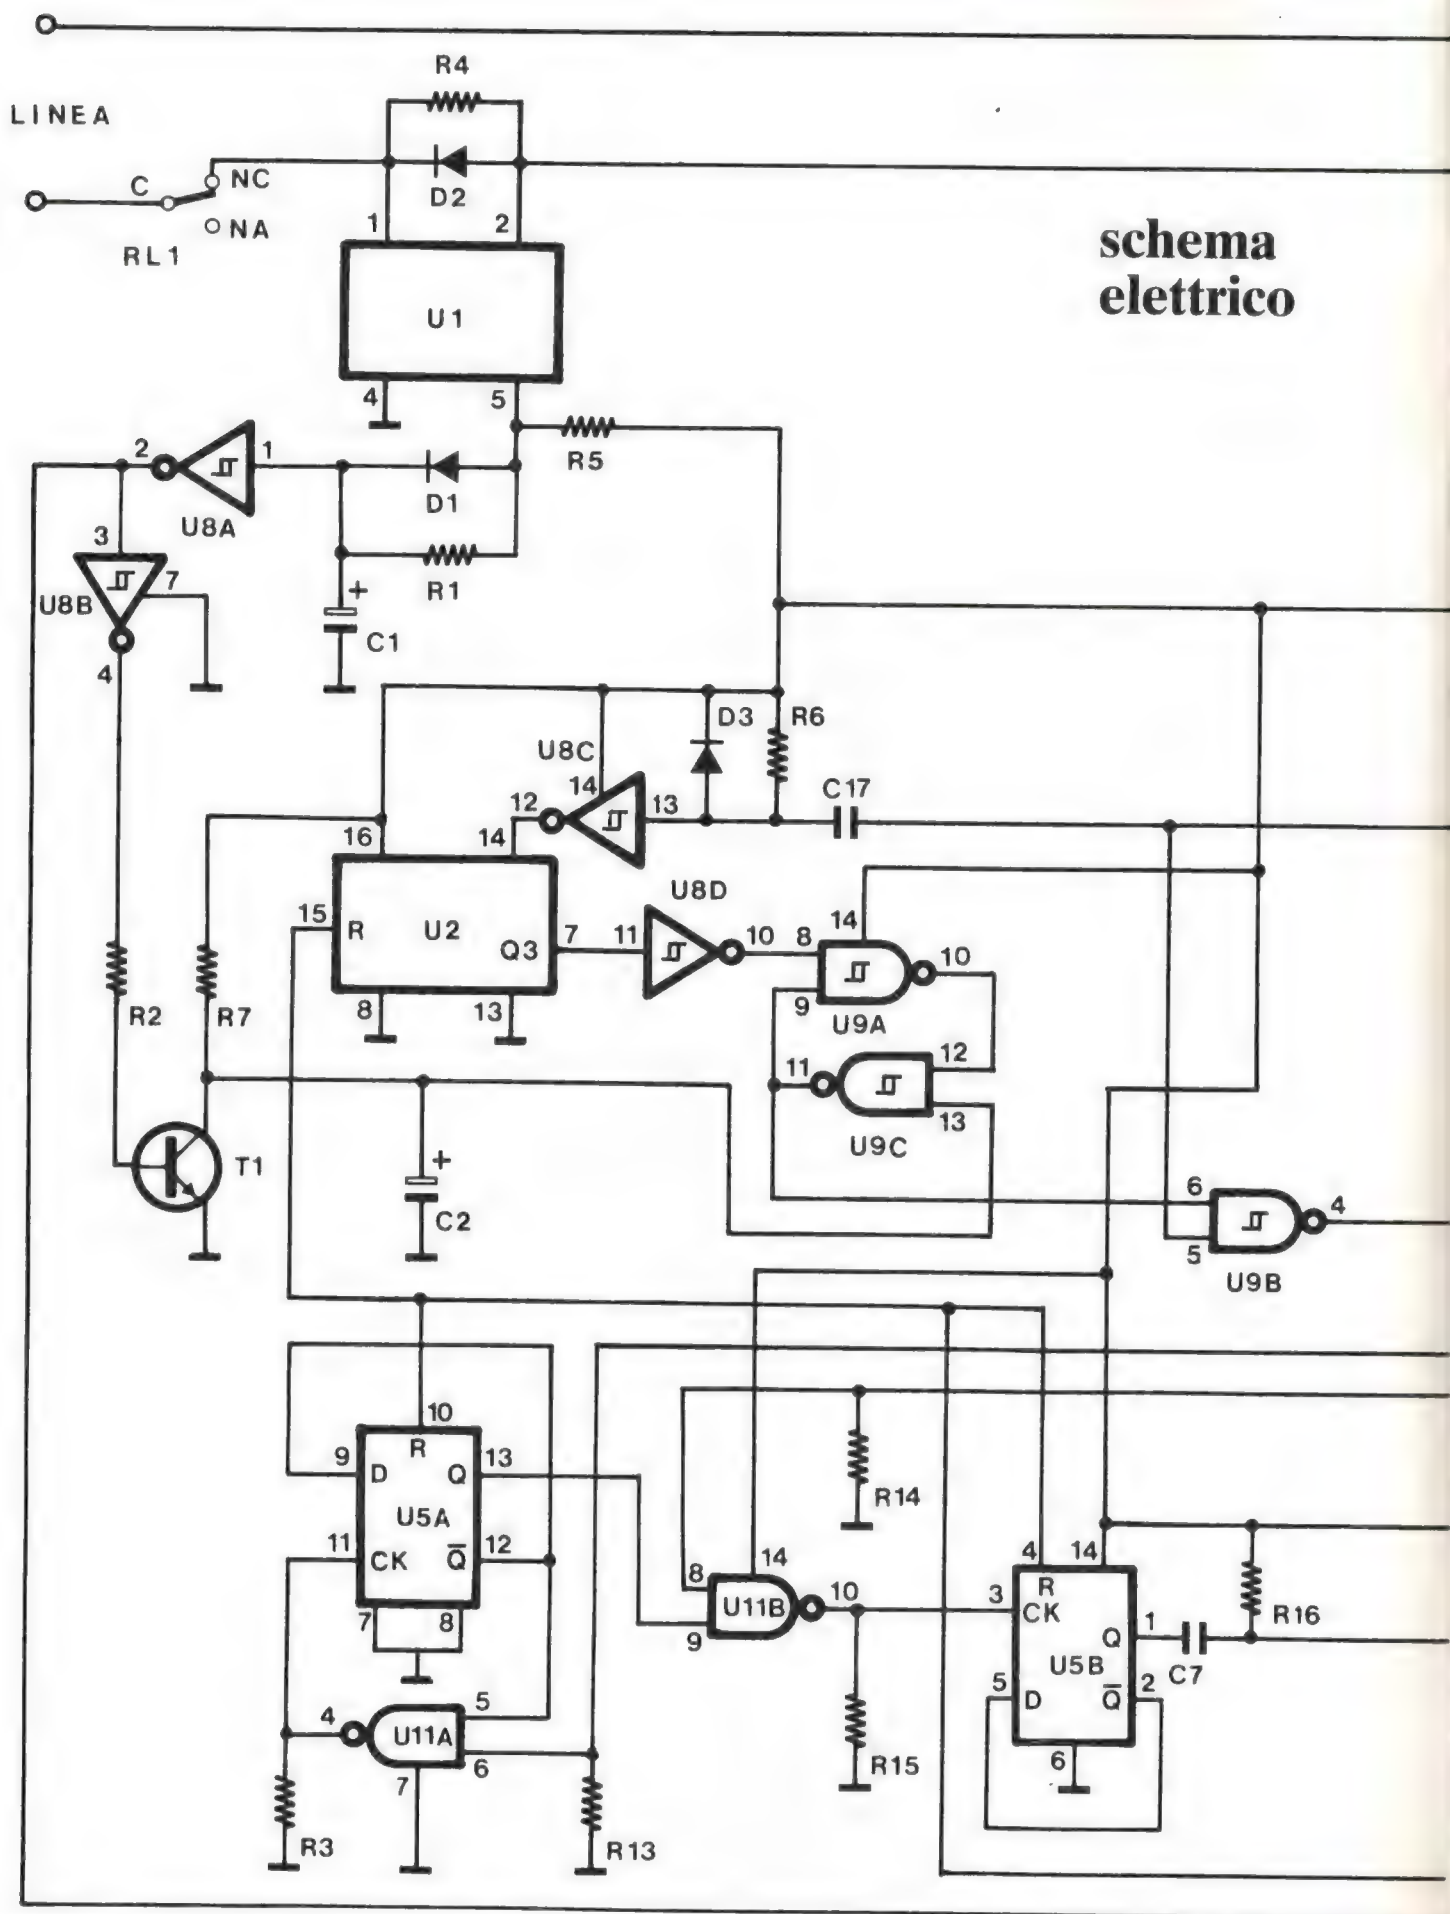 R4
LINEA
C
NC
D2
NA
RL1
1
2
schema
elettrico
U1
4
5
2
1
R5
D1
U8A
3
7
R1
U8B
+
C1
4
D3
R6
U8C
14
C17
12
13
16
14
U8D
15
R
U2
7
11
10
8
14
10
Q3
9
8
13
R2
R7
U9A
12
11
13
U9C
T1
+
C2
6
4
5
U9B
10
R
9
D
Q
13
R14
U5A
11
CK
Q̅
12
14
4
14
8
U11B
10
3
R
CK
R16
7
8
9
Q
1
U5B
C7
5
D
Q̅
2
5
4
U11A
6
6
7
R15
R3
R13